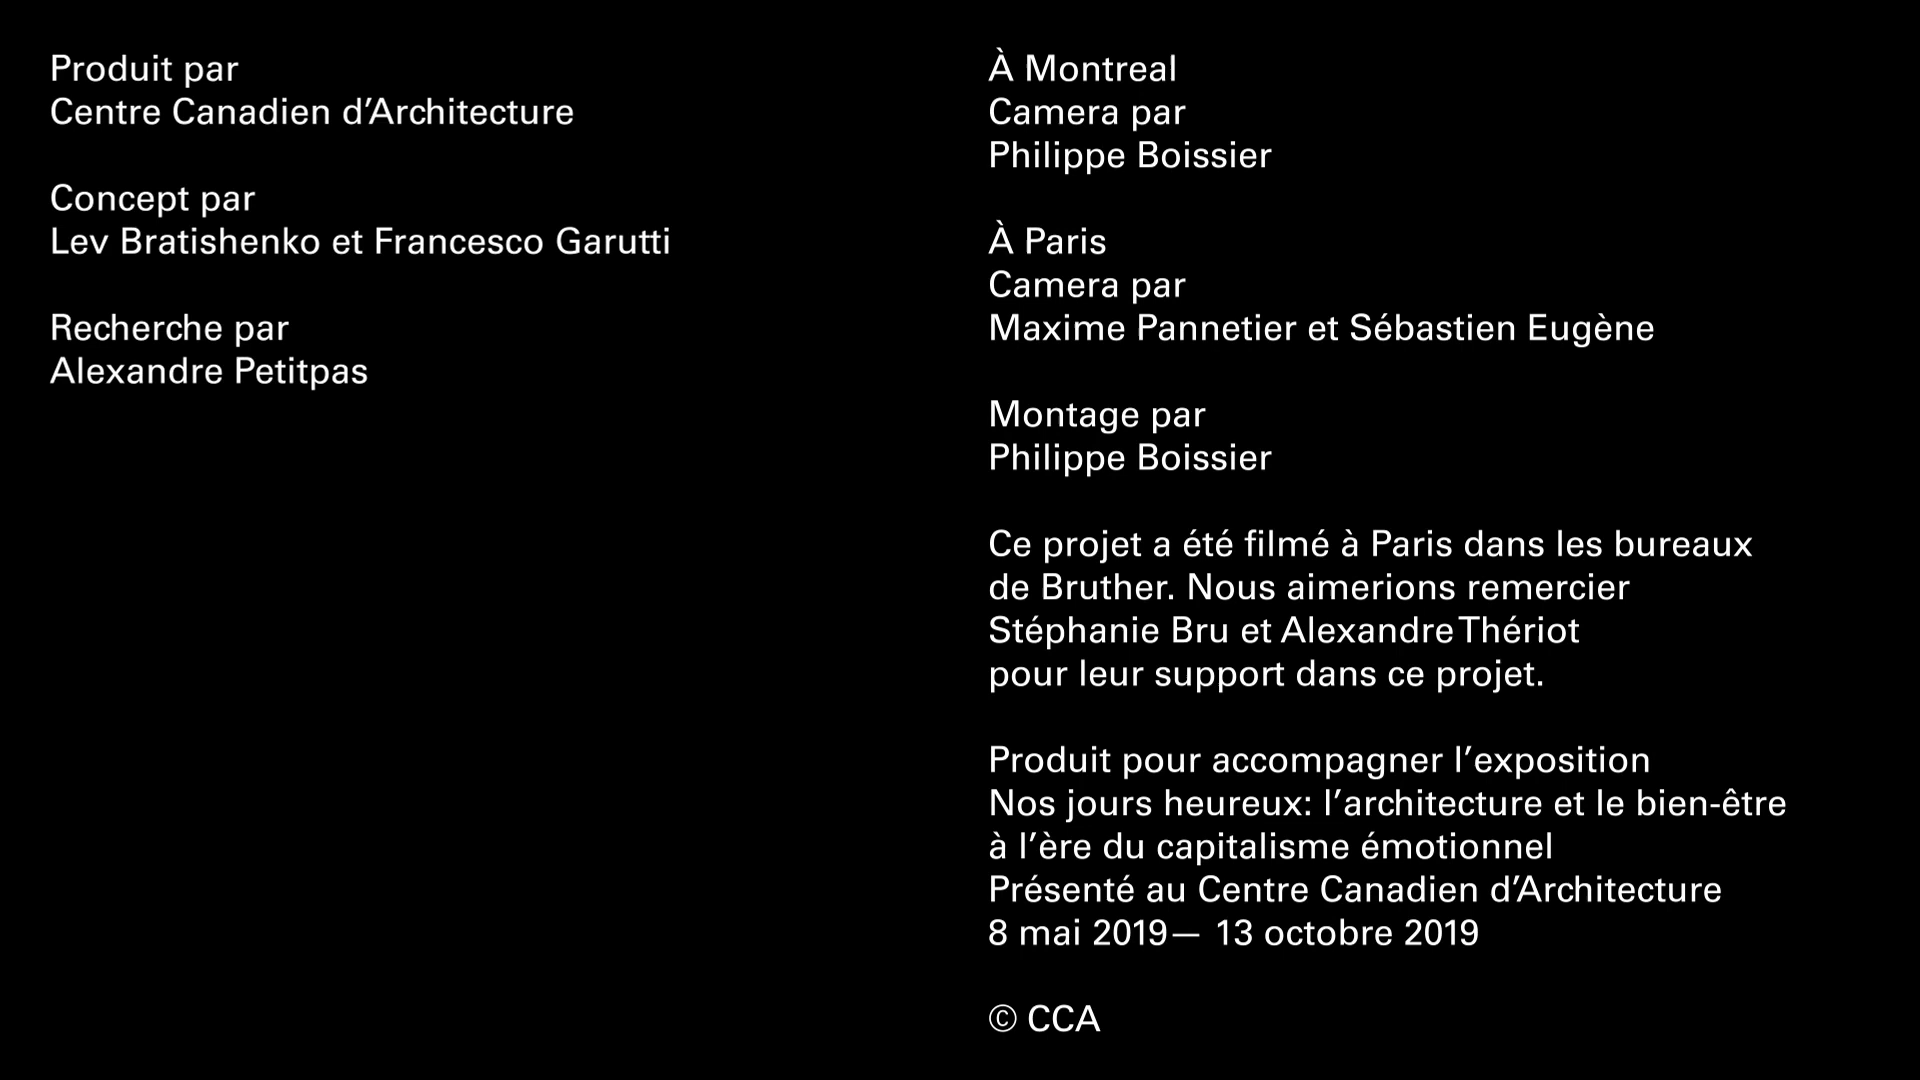 Produit par
Centre Canadien d’Architecture
Concept par
Lev Bratishenko et Francesco Garutti
Recherche par
Alexandre Petitpas
À Montreal
Camera par
Philippe Boissier
À Paris
Camera par
Maxime Pannetier et Sébastien Eugène
Montage par
Philippe Boissier
Ce projet a été filmé à Paris dans les bureaux
de Bruther. Nous aimerions remercier
Stéphanie Bru et Alexandre Thériot
pour leur support dans ce projet.
Produit pour accompagner l’exposition
Nos jours heureux: l’architecture et le bien-être
à l’ère du capitalisme émotionnel
Présenté au Centre Canadien d’Architecture
8 mai 2019— 13 octobre 2019
© CCA